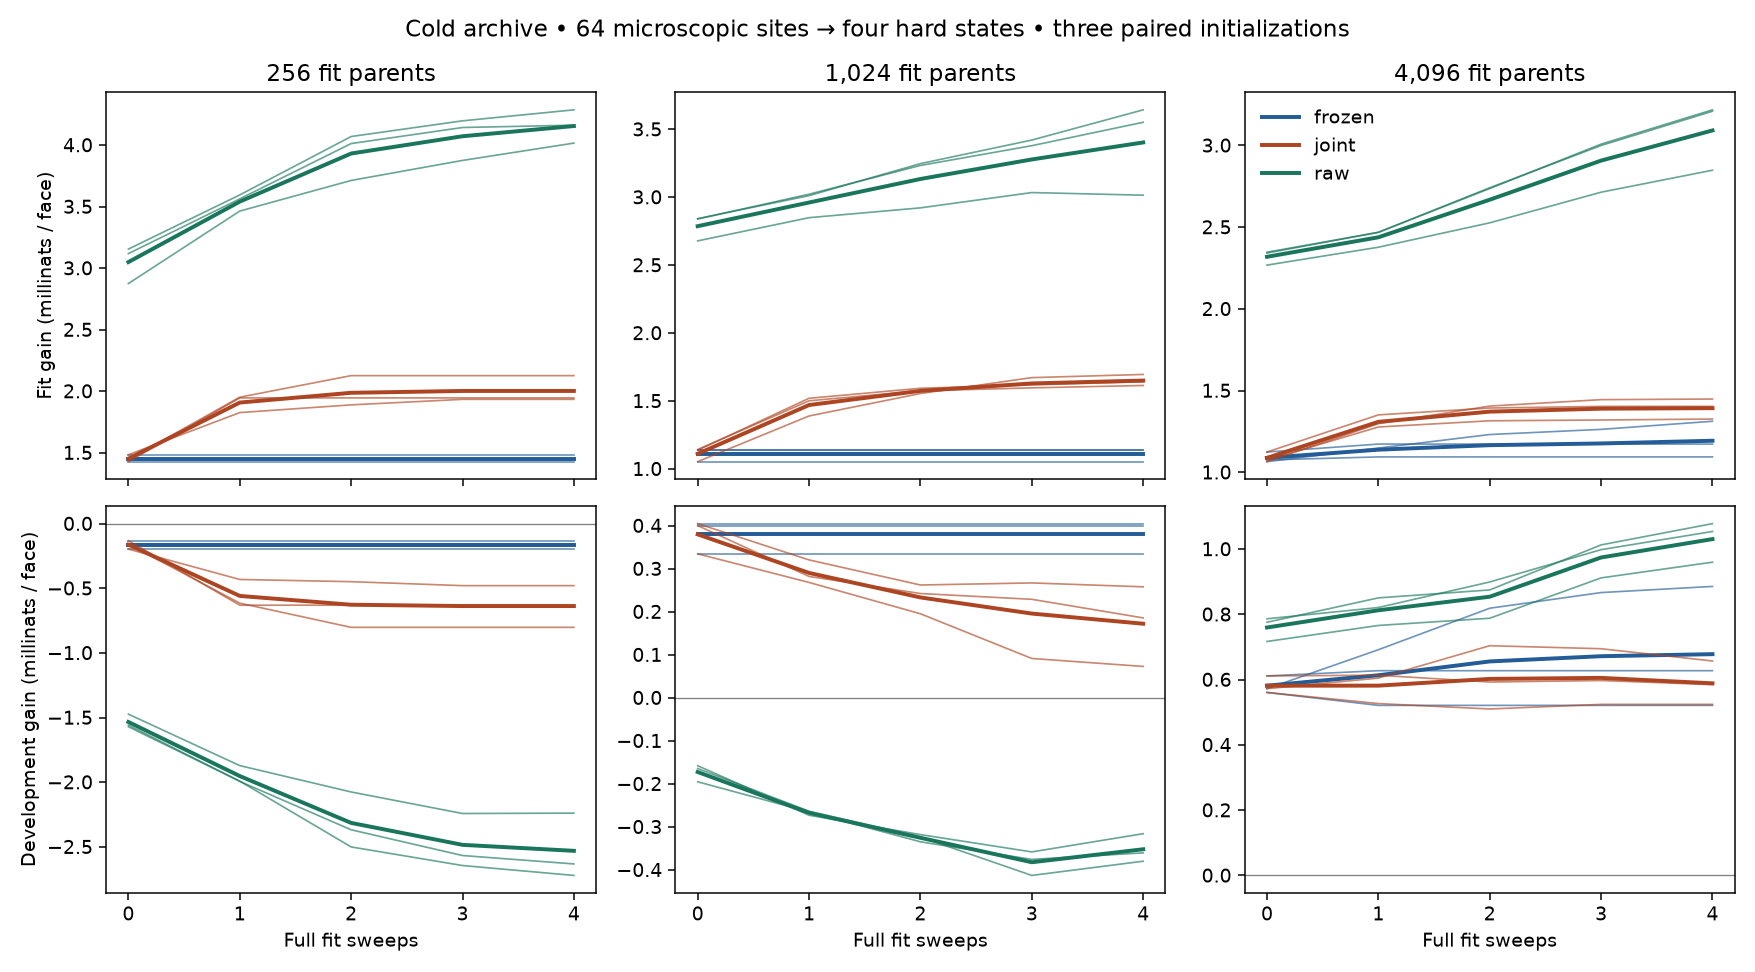 Cold archive • 64 microscopic sites → four hard states • three paired initializations
256 fit parents
1,024 fit parents
4,096 fit parents
Fit gain (millinats / face)
4.0
3.5
3.0
2.5
2.0
1.5
3.5
3.0
2.5
2.0
1.5
1.0
3.0
2.5
2.0
1.5
1.0
frozen
joint
raw
Development gain (millinats / face)
0.0
−0.5
−1.0
−1.5
−2.0
−2.5
0.4
0.3
0.2
0.1
0.0
−0.1
−0.2
−0.3
−0.4
1.0
0.8
0.6
0.4
0.2
0.0
0 1 2 3 4
0 1 2 3 4
0 1 2 3 4
Full fit sweeps
Full fit sweeps
Full fit sweeps